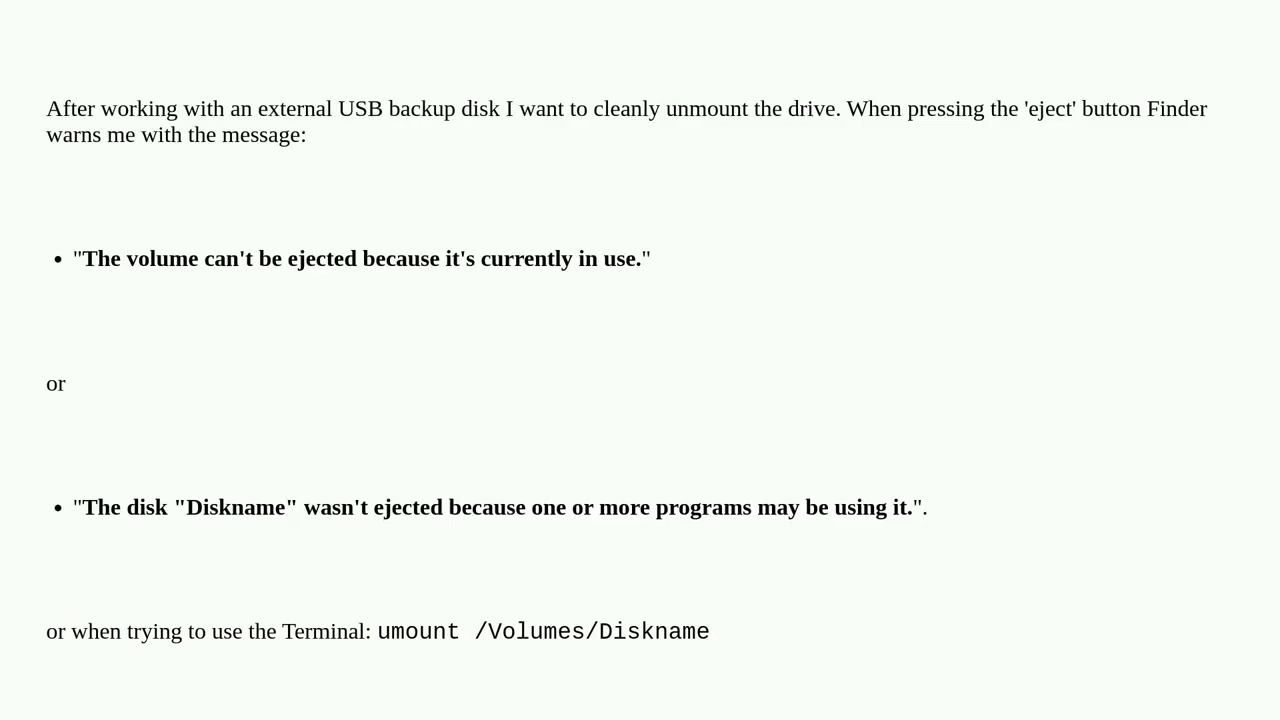 After working with an external USB backup disk I want to cleanly unmount the drive. When pressing the 'eject' button Finder
warns me with the message:
• "The volume can't be ejected because it's currently in use."
or
• "The disk "Diskname" wasn't ejected because one or more programs may be using it.".
or when trying to use the Terminal: umount /Volumes/Diskname